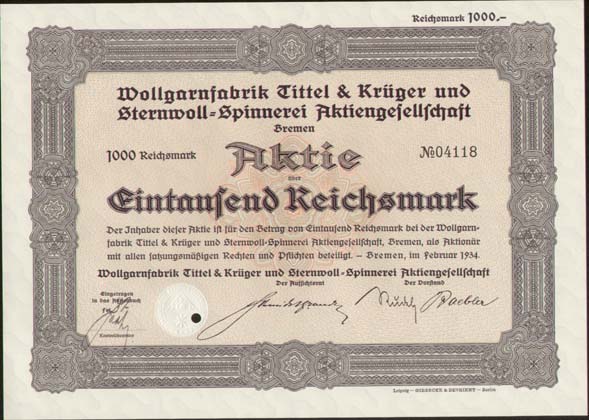 Reichsmark 1000,-
Wollgarnfabrik Tittel & Krüger und
Sternwoll=Spinnerei Aktiengesellschaft
Bremen
1000 Reichsmark Aktie №04118
über
Eintausend Reichsmark
Der Inhaber dieser Aktie ist für den Betrag von Eintausend Reichsmark bei der Wollgarn-
fabrik Tittel & Krüger und Sternwoll-Spinnerei Aktiengesellschaft, Bremen, als Aktionär
mit allen satzungsmäßigen Rechten und Pflichten beteiligt. – Bremen, im Februar 1934.
Wollgarnfabrik Tittel & Krüger und Sternwoll-Spinnerei Aktiengesellschaft
Der Aufsichtsrat Der Vorstand
Eingetragen
in das Aktienbuch
Kontrollbeamter
Leipzig – GIESECKE & DEVRIENT – Berlin